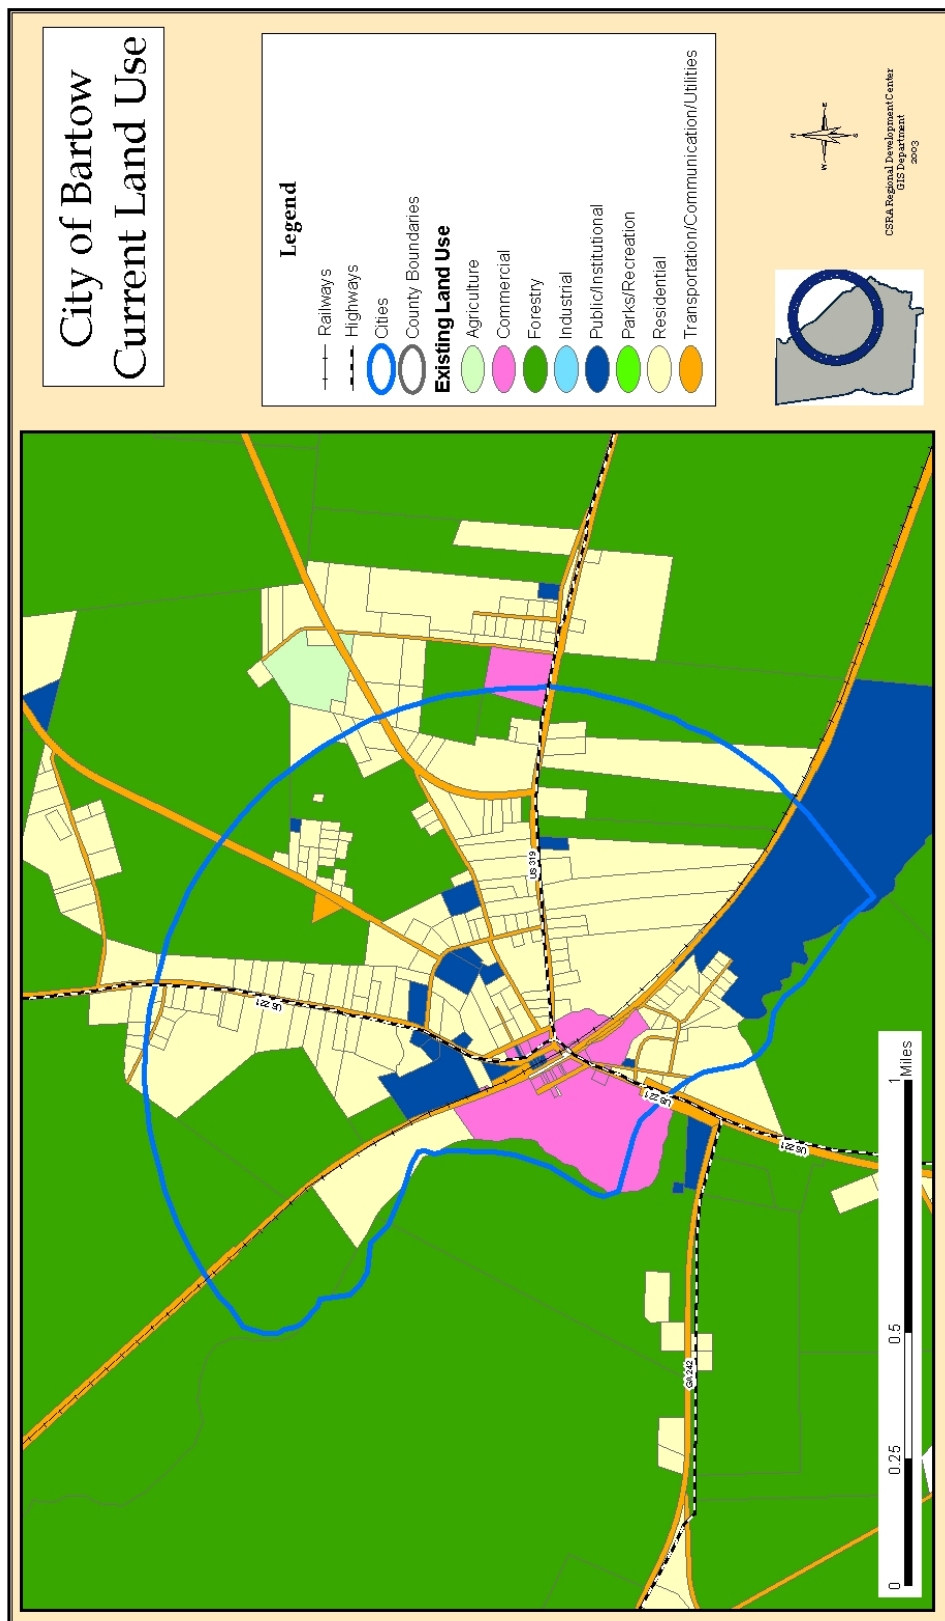 City of Bartow
Current Land Use
Legend
Railways
Highways
Cities
County Boundaries
Existing Land Use
Agriculture
Commercial
Forestry
Industrial
Public/Institutional
Parks/Recreation
Residential
Transportation/Communication/Utilities
N
W
E
S
CSRA Regional Development Center
GIS Department
2003
US 221
US 319
US 221
US 221
GA 242
0
0.25
0.5
1
Miles